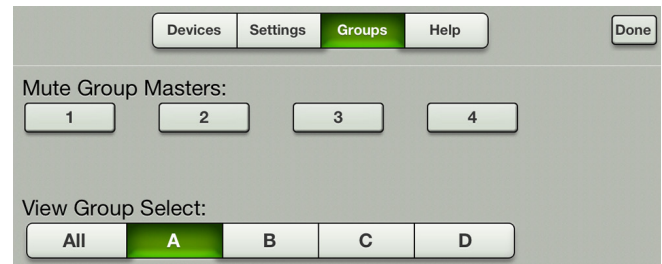 Devices Settings Groups Help Done
Mute Group Masters:
1 2 3 4
View Group Select:
All A B C D